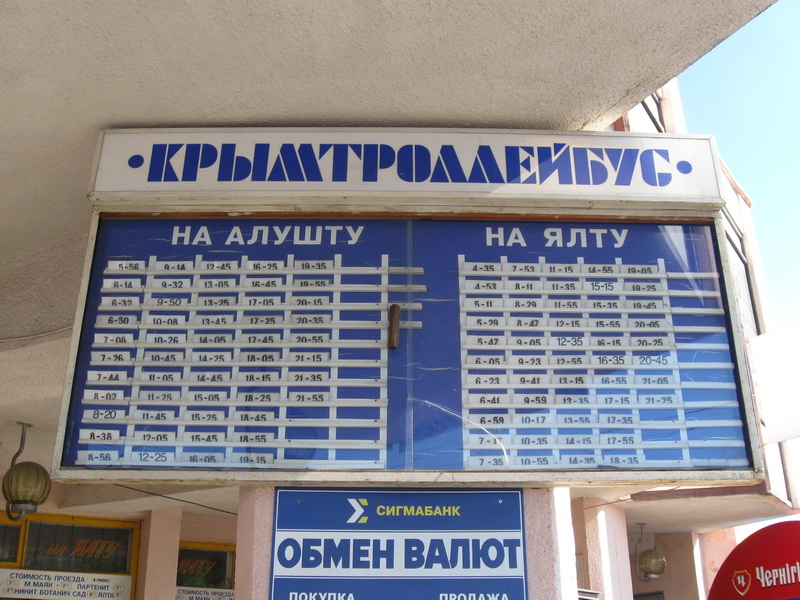 •КРЫМТРОЛЛЕЙБУС•
НА АЛУШТУ НА ЯЛТУ
5-56 9-14 12-45 16-25 19-35 4-35 7-53 11-15 14-55 19-05
6-14 9-32 13-05 16-45 19-55 4-53 8-11 11-35 15-15 19-25
6-32 9-50 13-25 17-05 20-15 5-11 8-29 11-55 15-35 19-45
6-50 10-08 13-45 17-25 20-35 5-29 8-47 12-15 15-55 20-05
7-08 10-26 14-05 17-45 20-55 5-47 9-05 12-35 16-15 20-25
7-26 10-45 14-25 18-05 21-15 6-05 9-23 12-55 16-35 20-45
7-44 11-05 14-45 18-15 21-35 6-23 9-41 13-15 16-55 21-05
8-02 11-25 15-05 18-25 21-55 6-41 9-59 13-35 17-15 21-25
8-20 11-45 15-25 18-45 6-59 10-17 13-55 17-35
8-38 12-05 15-45 18-55 10-35 14-15 17-55
8-56 12-25 16-05 19-15 7-35 10-55 14-35 18-35
СИГМАБАНК
ОБМЕН ВАЛЮТ
ПОКУПКА ПРОДАЖА
НА ЯЛТУ
СТОИМОСТЬ ПРОЕЗДА
М МАЯК ПАРТЕНИТ
БОТАНИЧ САД ЯЛТА